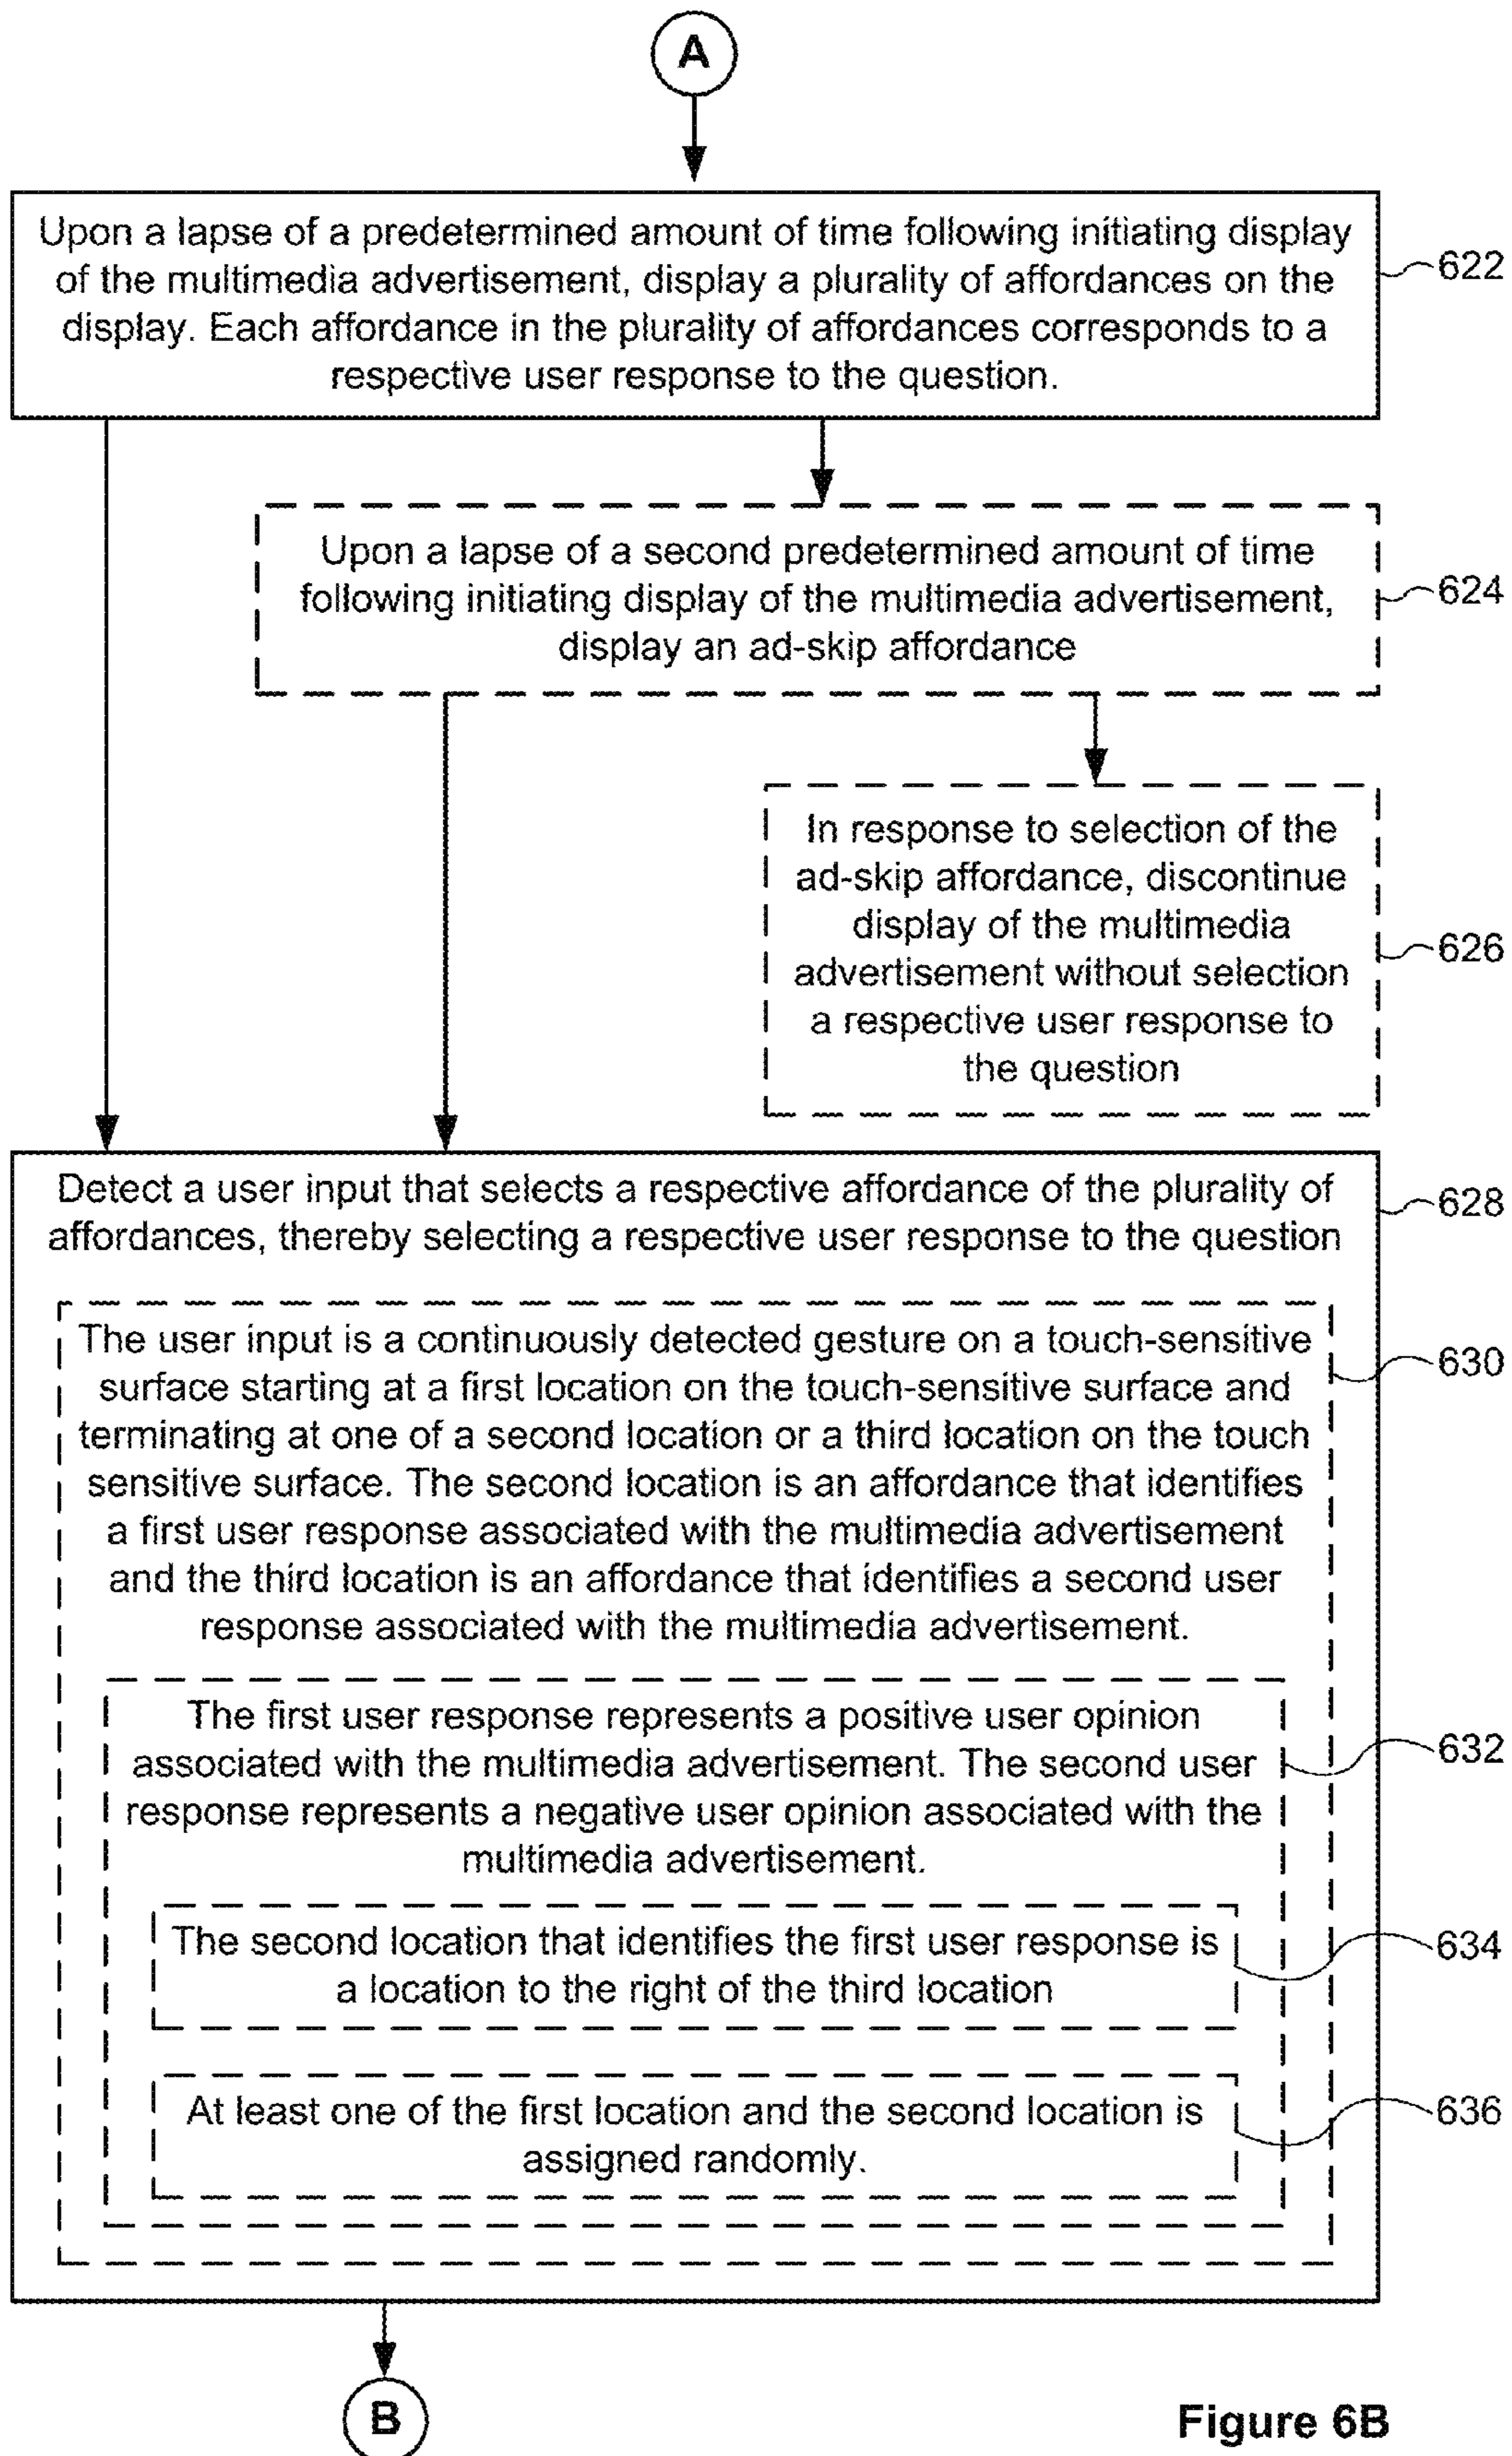 A
Upon a lapse of a predetermined amount of time following initiating display
of the multimedia advertisement, display a plurality of affordances on the
display. Each affordance in the plurality of affordances corresponds to a
respective user response to the question.
622
Upon a lapse of a second predetermined amount of time
following initiating display of the multimedia advertisement,
display an ad-skip affordance
624
In response to selection of the
ad-skip affordance, discontinue
display of the multimedia
advertisement without selection
a respective user response to
the question
626
Detect a user input that selects a respective affordance of the plurality of
affordances, thereby selecting a respective user response to the question
628
The user input is a continuously detected gesture on a touch-sensitive
surface starting at a first location on the touch-sensitive surface and
terminating at one of a second location or a third location on the touch
sensitive surface. The second location is an affordance that identifies
a first user response associated with the multimedia advertisement
and the third location is an affordance that identifies a second user
response associated with the multimedia advertisement.
630
The first user response represents a positive user opinion
associated with the multimedia advertisement. The second user
response represents a negative user opinion associated with the
multimedia advertisement.
632
The second location that identifies the first user response is
a location to the right of the third location
634
At least one of the first location and the second location is
assigned randomly.
636
B
Figure 6B